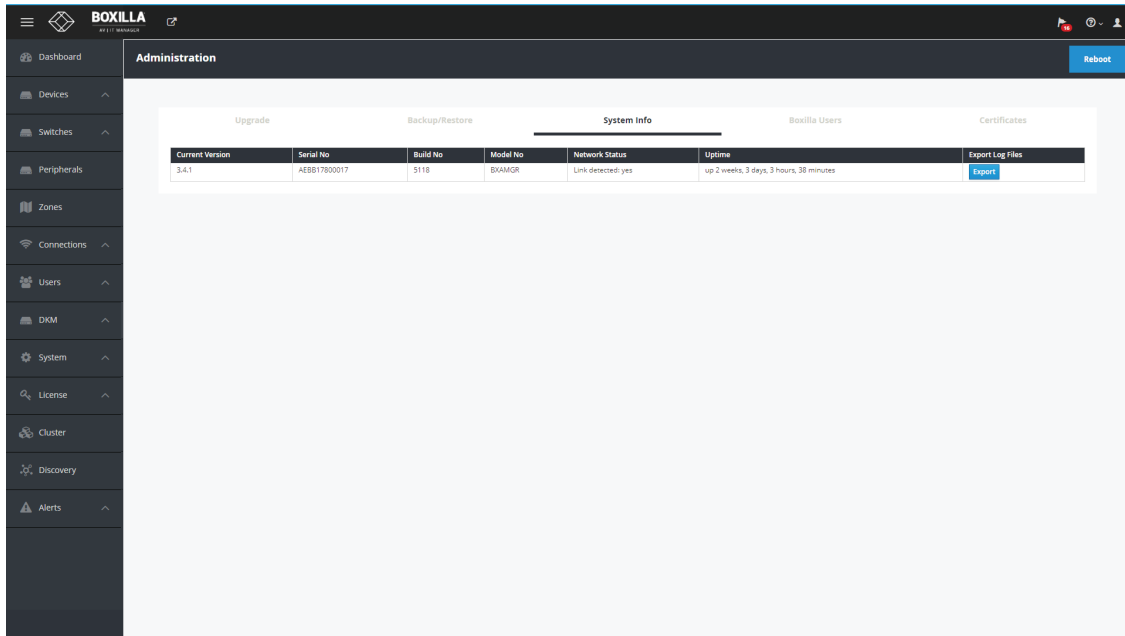 BOXILLA
AV | IT MANAGER
16
Dashboard
Administration
Reboot
Devices
Switches
Peripherals
Zones
Connections
Users
DKM
System
License
Cluster
Discovery
Alerts
Upgrade Backup/Restore System Info Boxilla Users Certificates
Current Version Serial No Build No Model No Network Status Uptime Export Log Files
3.4.1 AEBB17800017 5118 BXAMGR Link detected: yes up 2 weeks, 3 days, 3 hours, 38 minutes Export